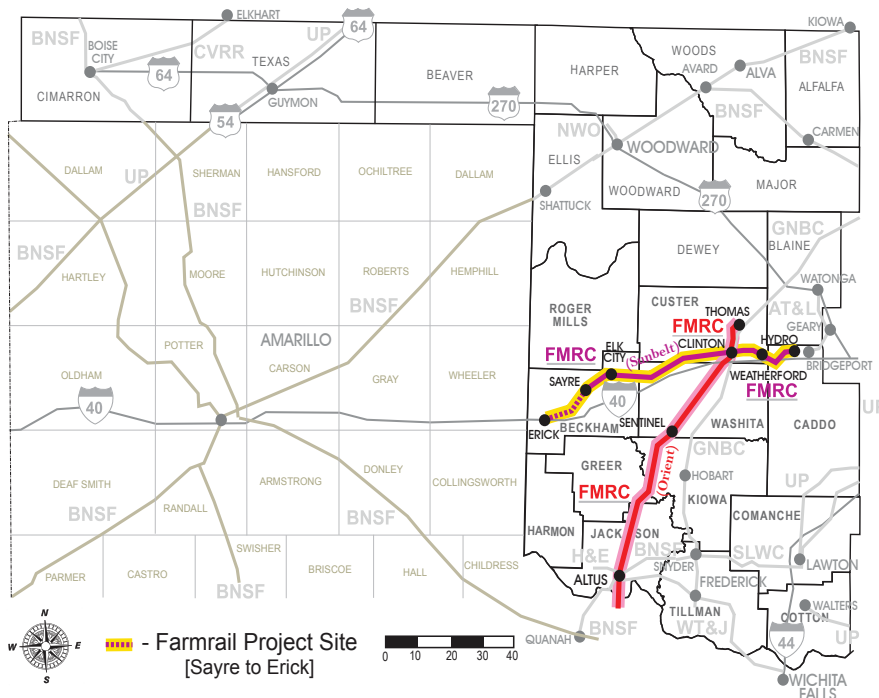 ELKHART
KIOWA
BNSF
BOISE
CITY
CVRR
UP
64
TEXAS
64
GUYMON
CIMARRON
BEAVER
HARPER
WOODS
AVARD
ALVA
BNSF
ALFALFA
BNSF
270
54
CARMEN
NWO
WOODWARD
ELLIS
DALLAM
UP
SHERMAN
HANSFORD
OCHILTREE
DALLAM
BNSF
SHATTUCK
WOODWARD
MAJOR
270
DEWEY
GNBC
BLAINE
BNSF
HARTLEY
MOORE
HUTCHINSON
ROBERTS
HEMPHILL
BNSF
WATONGA
ROGER
MILLS
CUSTER
THOMAS
AT&L
FMRC
GEARY
POTTER
AMARILLO
FMRC
ELK
CITY
(Sunbelt)
CLINTON
HYDRO
BRIDGEPORT
OLDHAM
CARSON
GRAY
WHEELER
SAYRE
WEATHERFORD
FMRC
40
40
ERICK
BECKHAM
SENTINEL
WASHITA
CADDO
UP
DEAF SMITH
BNSF
RANDALL
ARMSTRONG
DONLEY
COLLINGSWORTH
BNSF
GREER
FMRC
(Orient)
GNBC
HOBART
KIOWA
UP
COMANCHE
HARMON
JACKSON
SWISHER
PARMER
CASTRO
BRISCOE
HALL
CHILDRESS
BNSF
H&E
BNSF
SNYDER
SLWC
LAWTON
ALTUS
FREDERICK
TILLMAN
WT&J
WALTERS
COTTON
UP
QUANAH
BNSF
44
WICHITA
FALLS
N
W
E
S
- Farmrail Project Site
[Sayre to Erick]
0 10 20 30 40